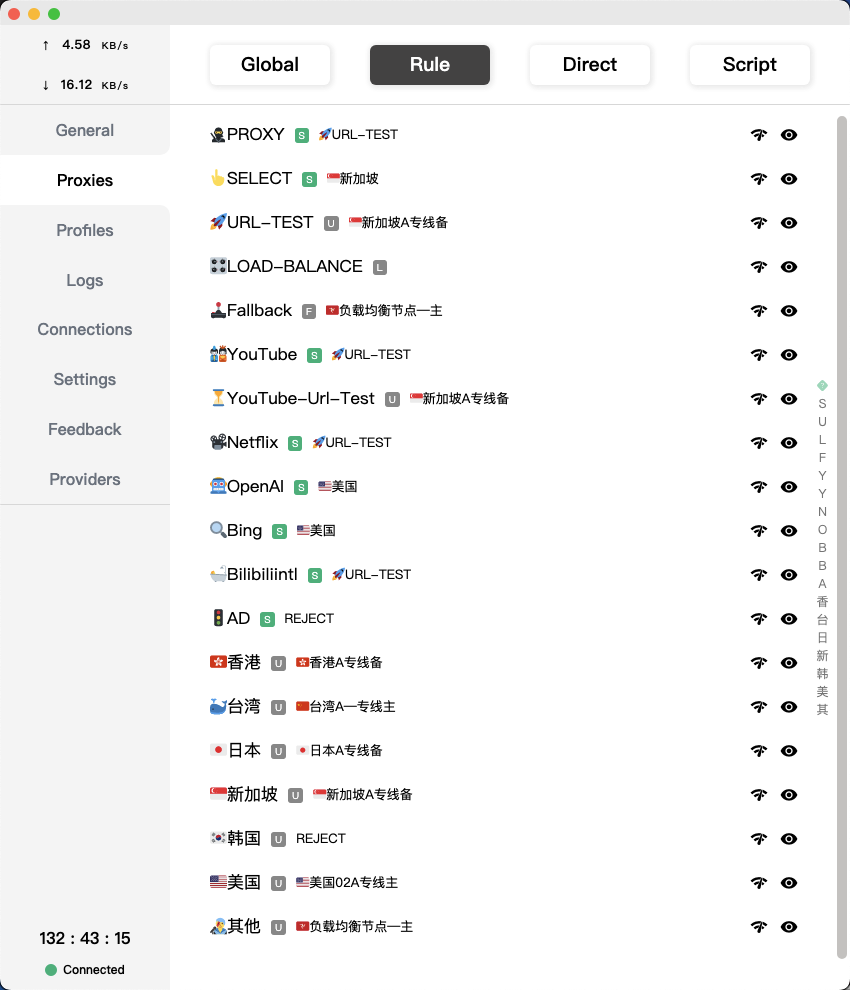 ↑ 4.58 KB/s
↓ 16.12 KB/s
General
Proxies
Profiles
Logs
Connections
Settings
Feedback
Providers
132 : 43 : 15
Connected
Global Rule Direct Script
PROXY S 🚀URL-TEST
👆SELECT S 🇸🇬新加坡
🚀URL-TEST U 🇸🇬新加坡A专线备
🎛LOAD-BALANCE L
🕹Fallback F 负载均衡节点一主
YouTube S 🚀URL-TEST
⏳YouTube-Url-Test U 🇸🇬新加坡A专线备
🎥Netflix S 🚀URL-TEST
OpenAI S 🇺🇸美国
🔍Bing S 🇺🇸美国
🛁Bilibiliintl S 🚀URL-TEST
🚦AD S REJECT
🇭🇰香港 U 🇭🇰香港A专线备
🐳台湾 U 🇨🇳台湾A一专线主
🇯🇵日本 U 🇯🇵日本A专线备
🇸🇬新加坡 U 🇸🇬新加坡A专线备
🇰🇷韩国 U REJECT
🇺🇸美国 U 🇺🇸美国02A专线主
其他 U 负载均衡节点一主
S
U
L
F
Y
Y
N
O
B
B
A
香
台
日
新
韩
美
其